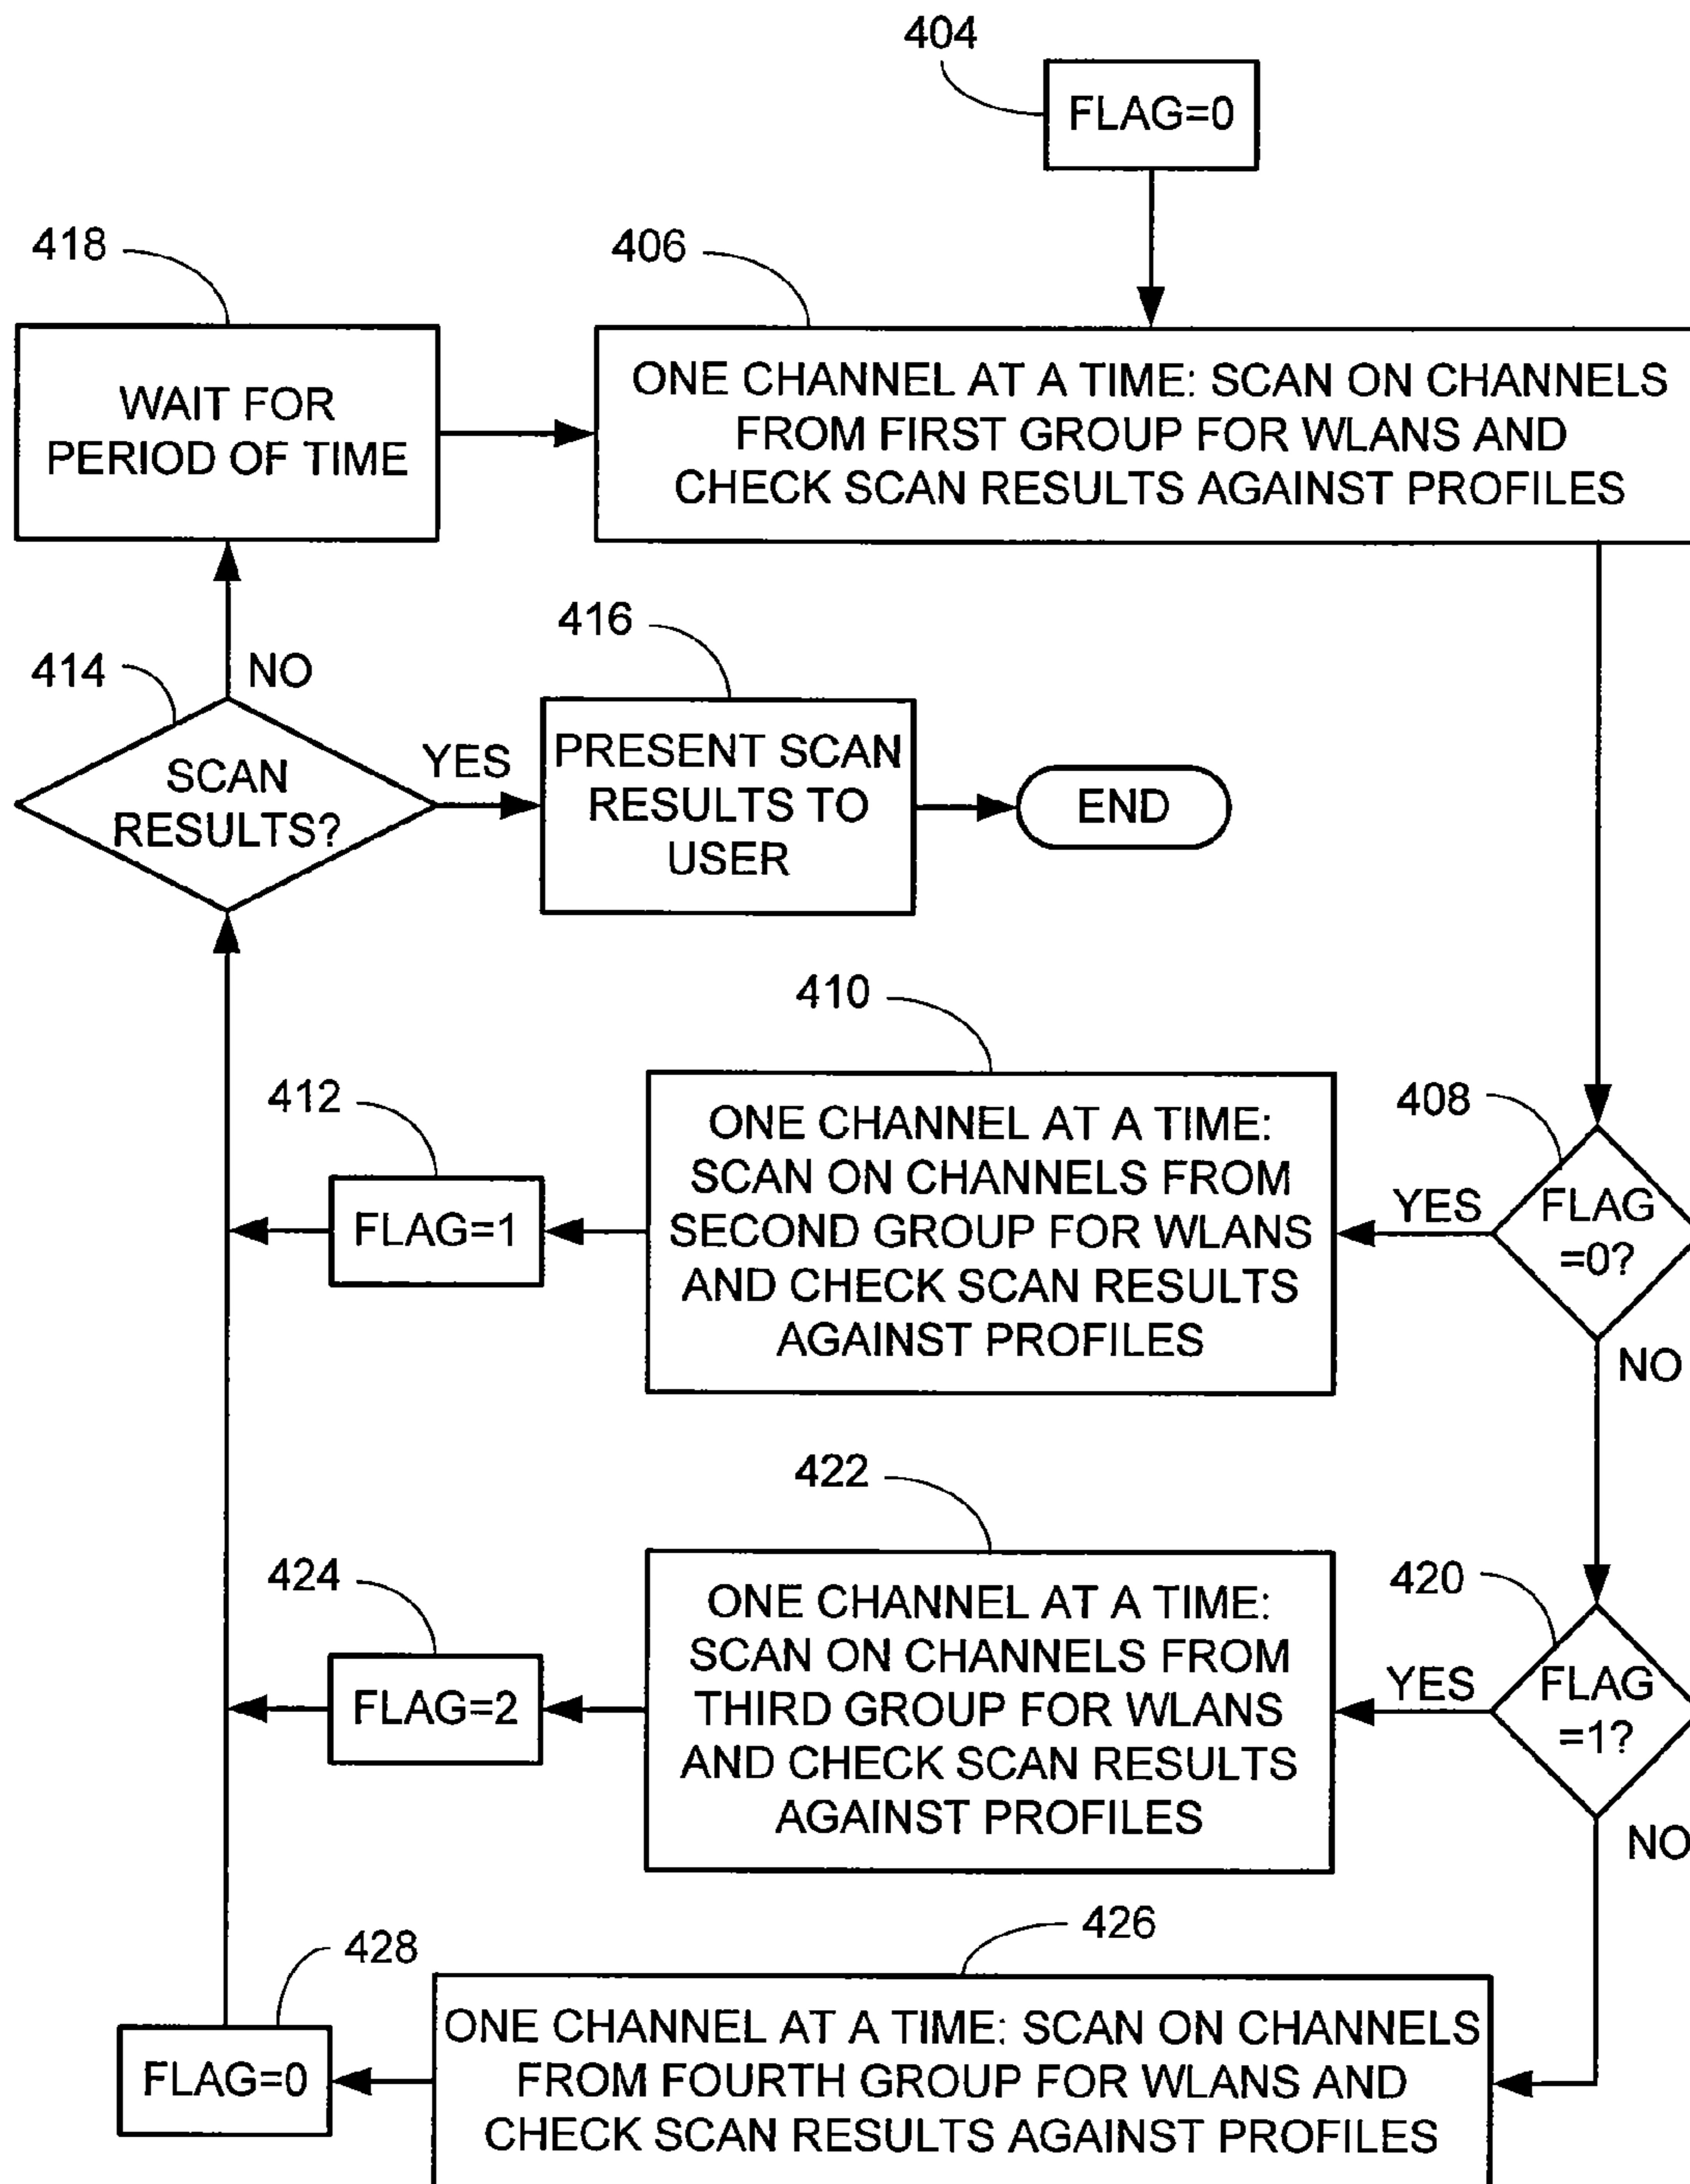 404
FLAG=0
418
406
WAIT FOR
PERIOD OF TIME
ONE CHANNEL AT A TIME: SCAN ON CHANNELS
FROM FIRST GROUP FOR WLANS AND
CHECK SCAN RESULTS AGAINST PROFILES
414
NO
416
SCAN
RESULTS?
YES
PRESENT SCAN
RESULTS TO
USER
END
410
412
408
ONE CHANNEL AT A TIME:
SCAN ON CHANNELS FROM
SECOND GROUP FOR WLANS
AND CHECK SCAN RESULTS
AGAINST PROFILES
FLAG=1
YES
FLAG
=0?
NO
422
424
420
ONE CHANNEL AT A TIME:
SCAN ON CHANNELS FROM
THIRD GROUP FOR WLANS
AND CHECK SCAN RESULTS
AGAINST PROFILES
FLAG=2
YES
FLAG
=1?
NO
426
428
FLAG=0
ONE CHANNEL AT A TIME: SCAN ON CHANNELS
FROM FOURTH GROUP FOR WLANS AND
CHECK SCAN RESULTS AGAINST PROFILES